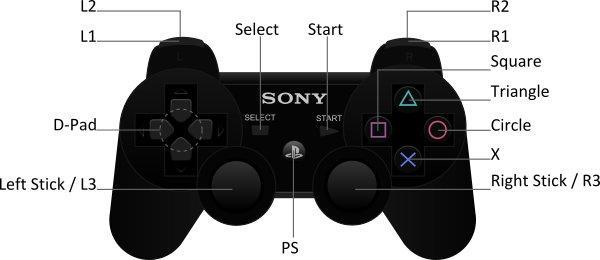 L2
R2
L1
Select
Start
R1
Square
L
R
Triangle
SONY
SELECT
START
D-Pad
Circle
X
Left Stick / L3
Right Stick / R3
PS